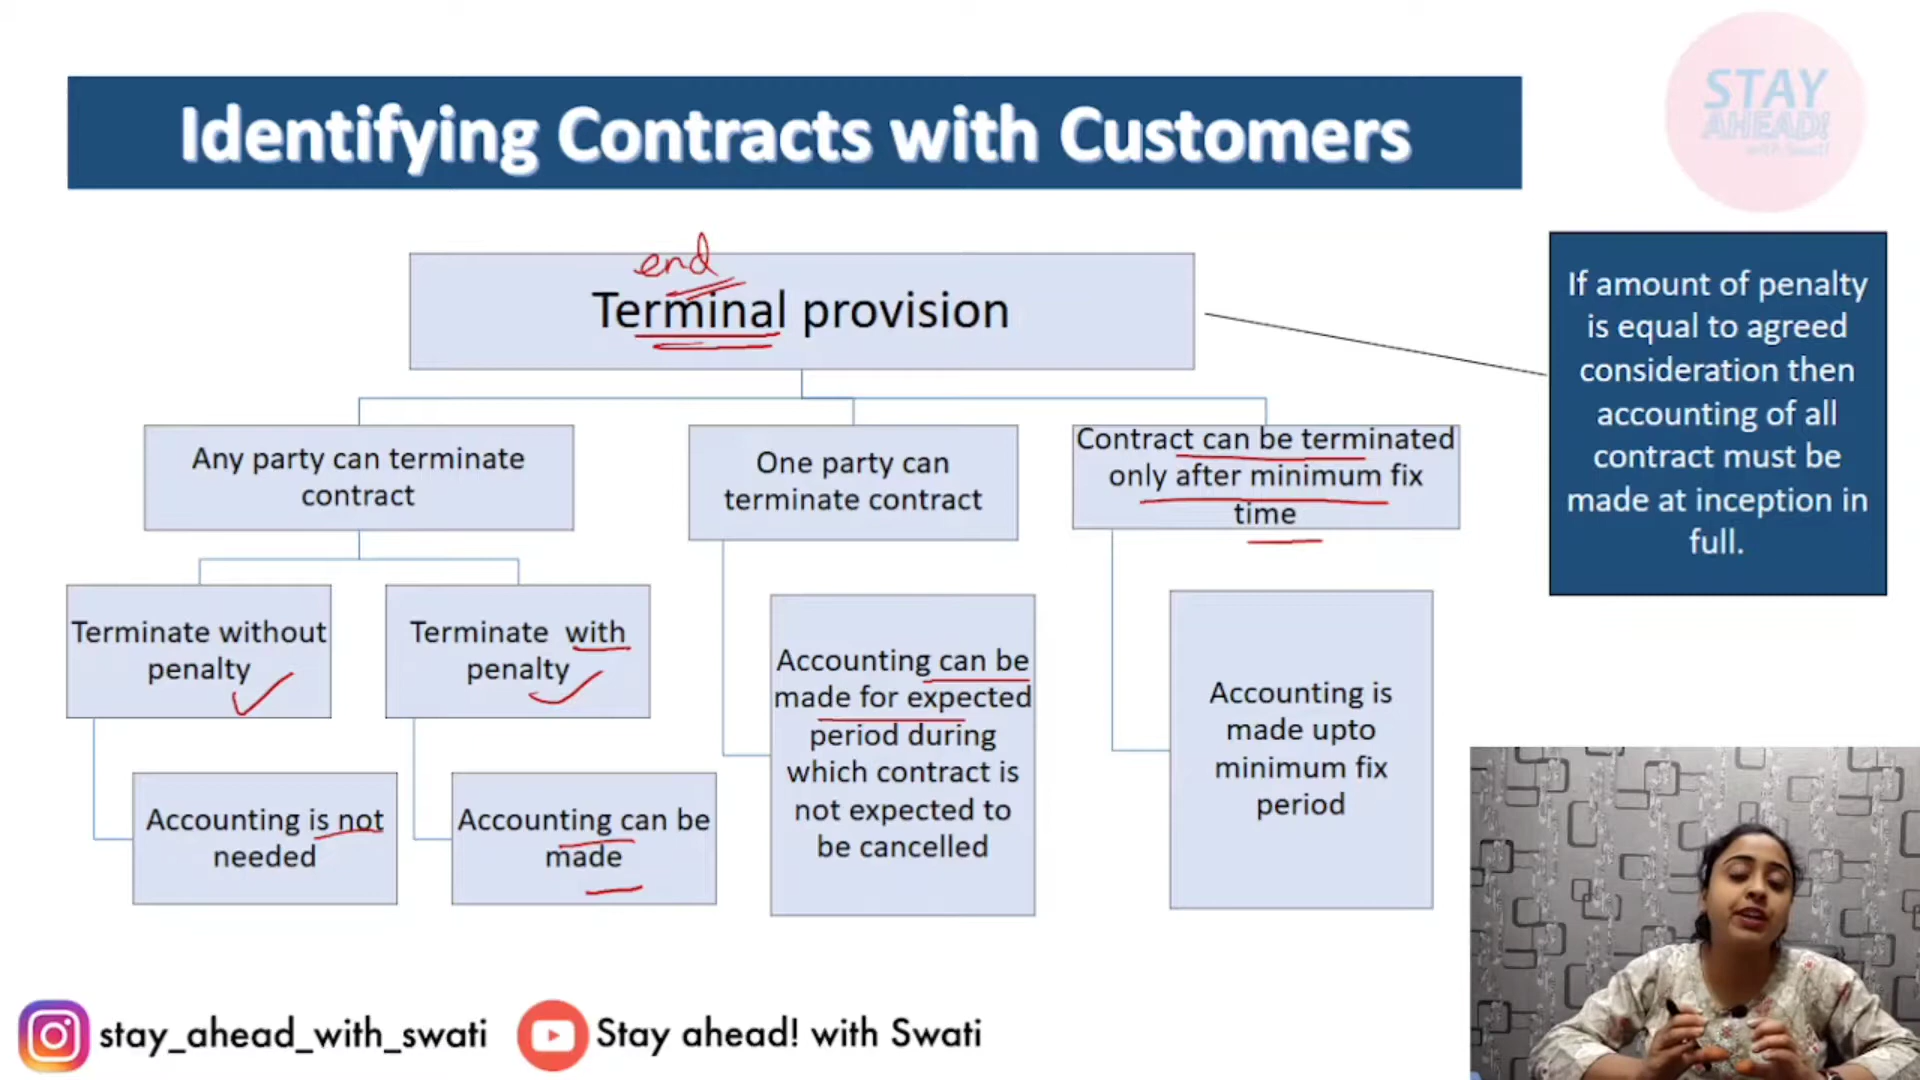 Identifying Contracts with Customers
STAY
AHEAD!
with Swati
end
Terminal provision
If amount of penalty
is equal to agreed
consideration then
accounting of all
contract must be
made at inception in
full.
Any party can terminate
contract
One party can
terminate contract
Contract can be terminated
only after minimum fix
time
Terminate without
penalty
Terminate with
penalty
Accounting is not
needed
Accounting can be
made
Accounting can be
made for expected
period during
which contract is
not expected to
be cancelled
Accounting is
made upto
minimum fix
period
stay_ahead_with_swati
Stay ahead! with Swati